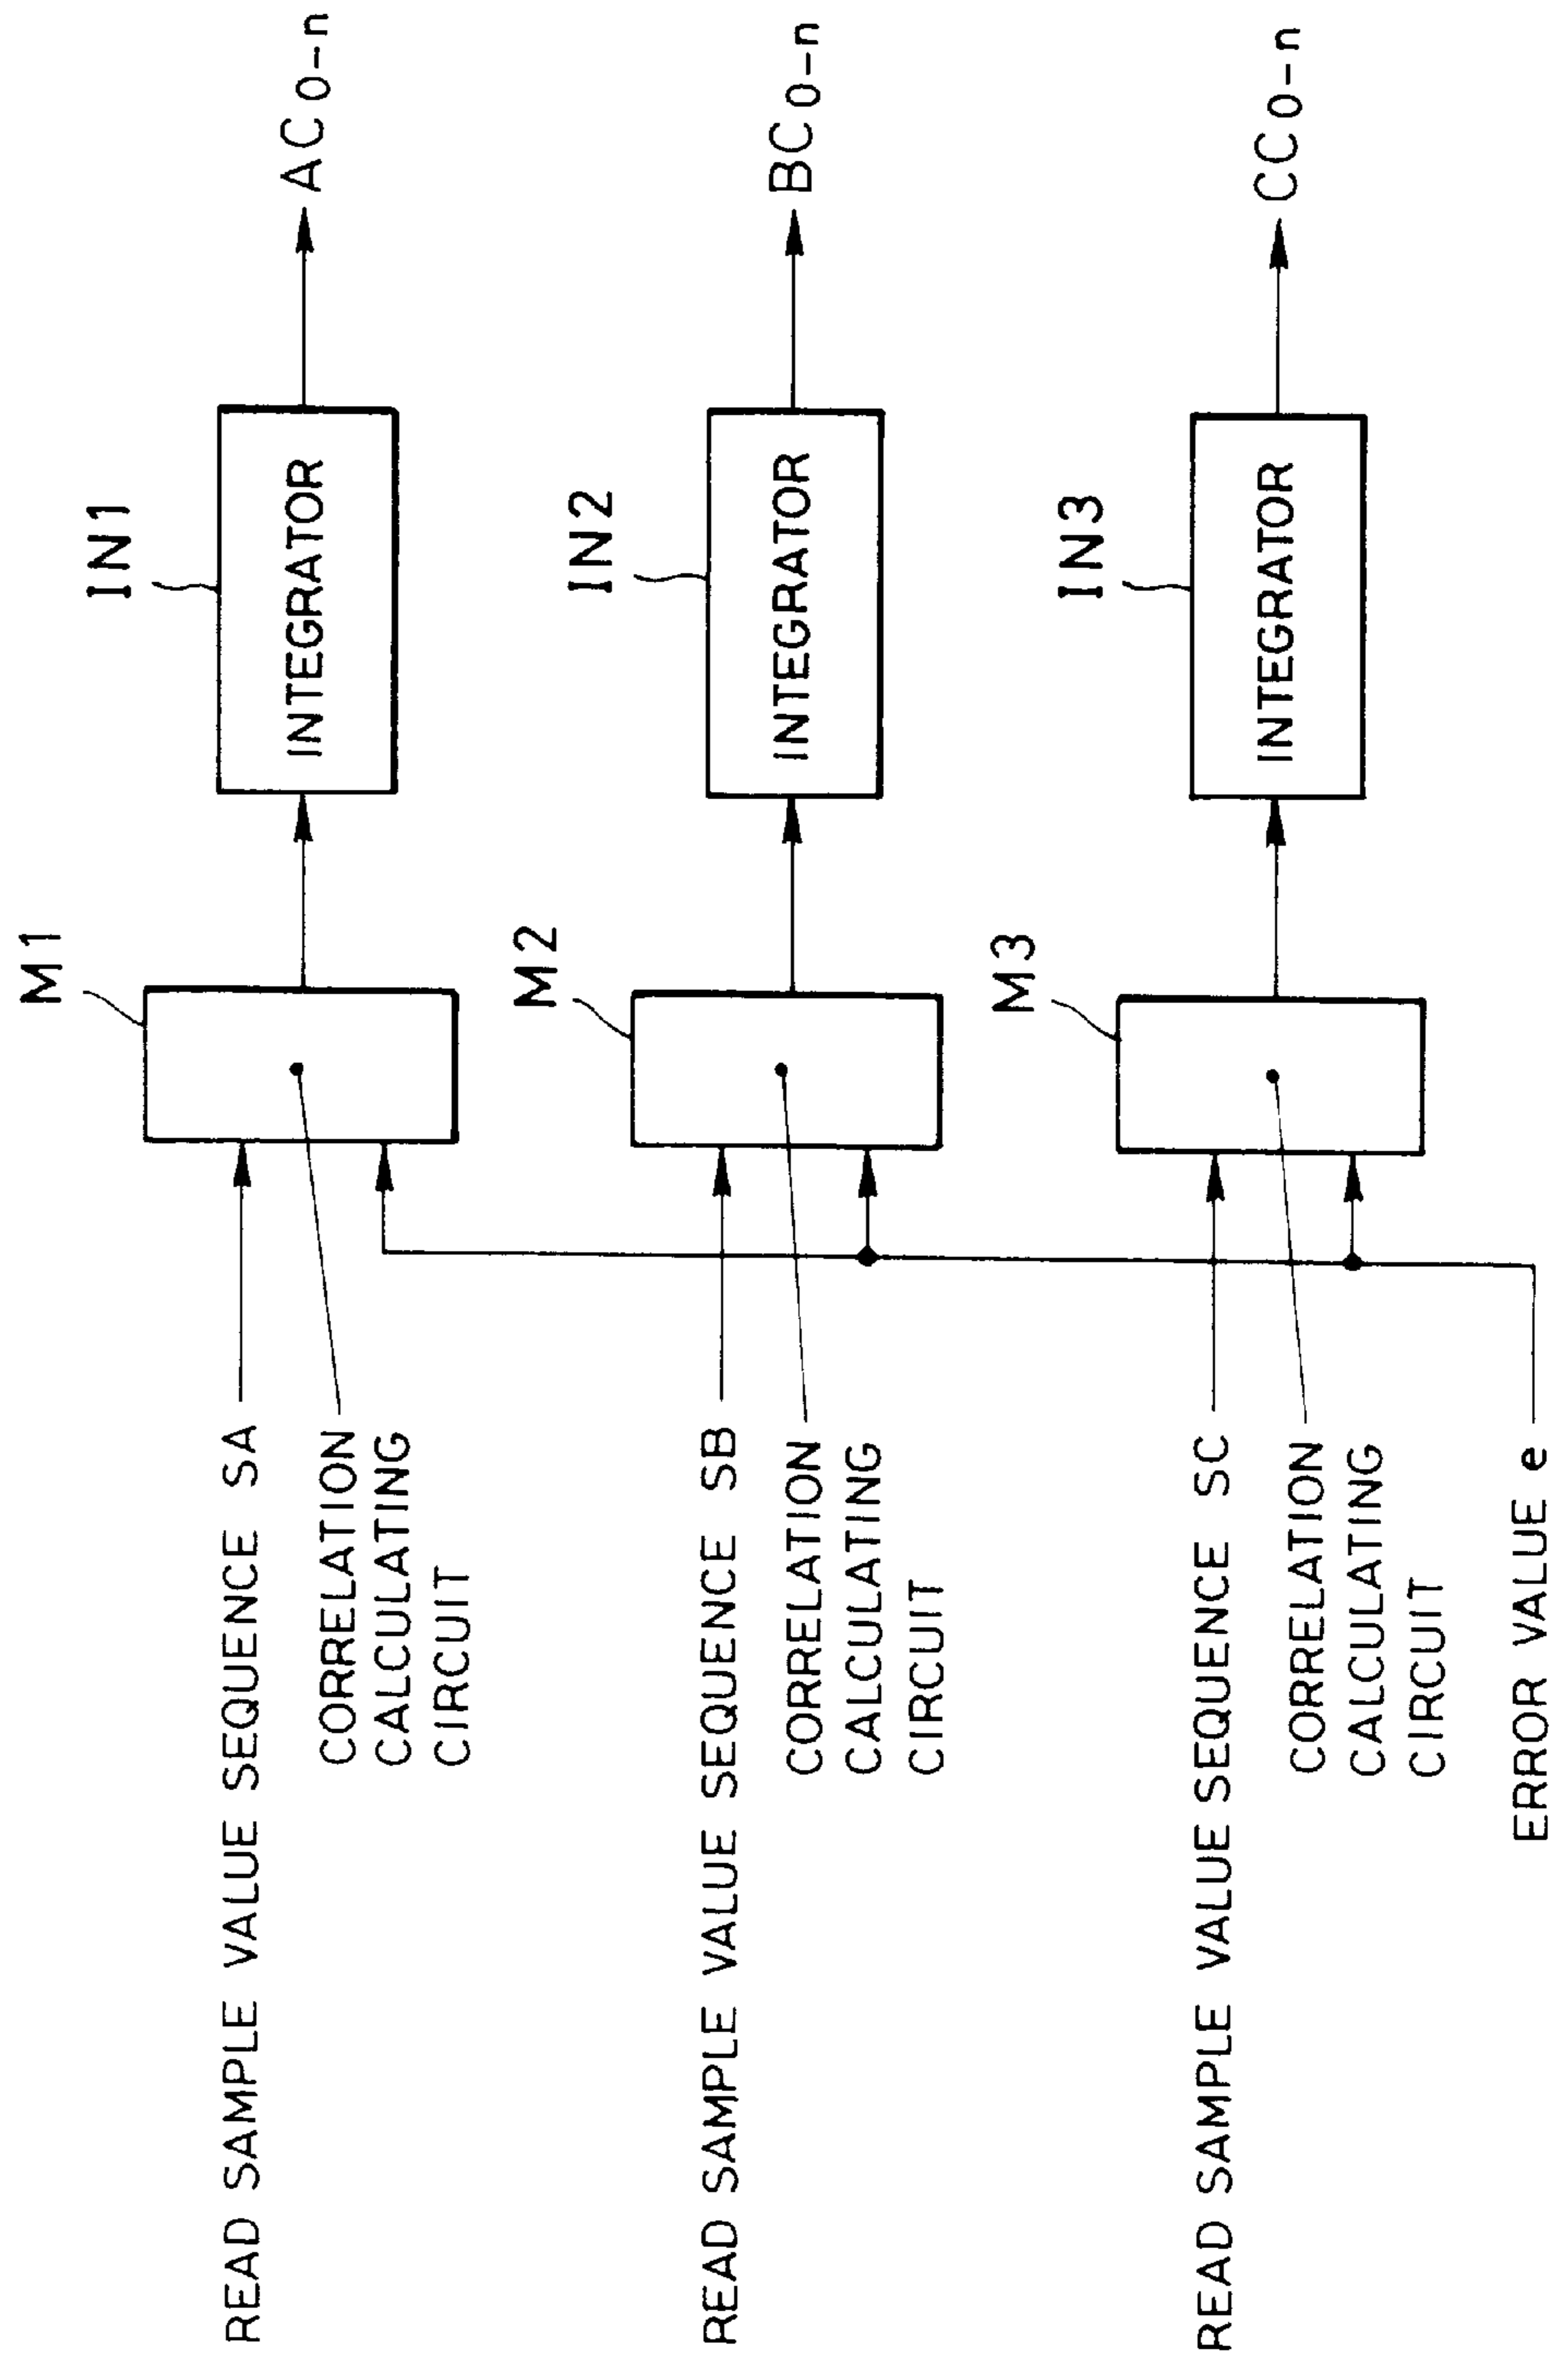 READ SAMPLE VALUE SEQUENCE SA
CORRELATION
CALCULATING
CIRCUIT
M1
IN1
INTEGRATOR
AC0-n
READ SAMPLE VALUE SEQUENCE SB
CORRELATION
CALCULATING
CIRCUIT
M2
IN2
INTEGRATOR
BC0-n
READ SAMPLE VALUE SEQUENCE SC
CORRELATION
CALCULATING
CIRCUIT
M3
IN3
INTEGRATOR
CC0-n
ERROR VALUE e